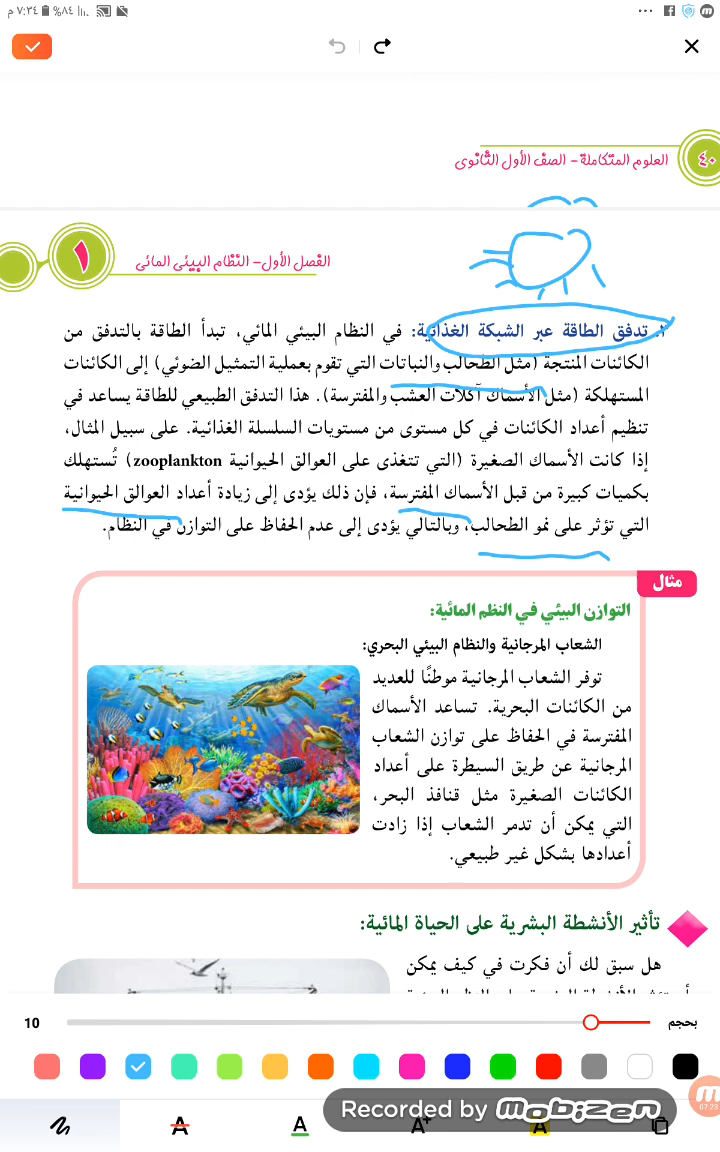 ٧:٣٤ م ٨٤%
٤٠
العلوم المتكاملة - الصف الأول الثانوى
١
الفصل الأول- النظام البيئى المائى
١. تدفق الطاقة عبر الشبكة الغذائية: في النظام البيئي المائي، تبدأ الطاقة بالتدفق من
الكائنات المنتجة (مثل الطحالب والنباتات التي تقوم بعملية التمثيل الضوئي) إلى الكائنات
المستهلكة (مثل الأسماك آكلات العشب والمفترسة). هذا التدفق الطبيعي للطاقة يساعد في
تنظيم أعداد الكائنات في كل مستوى من مستويات السلسلة الغذائية. على سبيل المثال،
إذا كانت الأسماك الصغيرة (التي تتغذى على العوالق الحيوانية zooplankton) تُستهلك
بكميات كبيرة من قبل الأسماك المفترسة، فإن ذلك يؤدى إلى زيادة أعداد العوالق الحيوانية
التي تؤثر على نمو الطحالب، وبالتالي يؤدى إلى عدم الحفاظ على التوازن في النظام.
مثال
التوازن البيئي في النظم المائية:
الشعاب المرجانية والنظام البيئي البحري:
توفر الشعاب المرجانية موطنًا للعديد
من الكائنات البحرية. تساعد الأسماك
المفترسة في الحفاظ على توازن الشعاب
المرجانية عن طريق السيطرة على أعداد
الكائنات الصغيرة مثل قنافذ البحر،
التي يمكن أن تدمر الشعاب إذا زادت
أعدادها بشكل غير طبيعي.
تأثير الأنشطة البشرية على الحياة المائية:
هل سبق لك أن فكرت في كيف يمكن
بحجم
10
07:23
Recorded by mobizen
A A A+ A